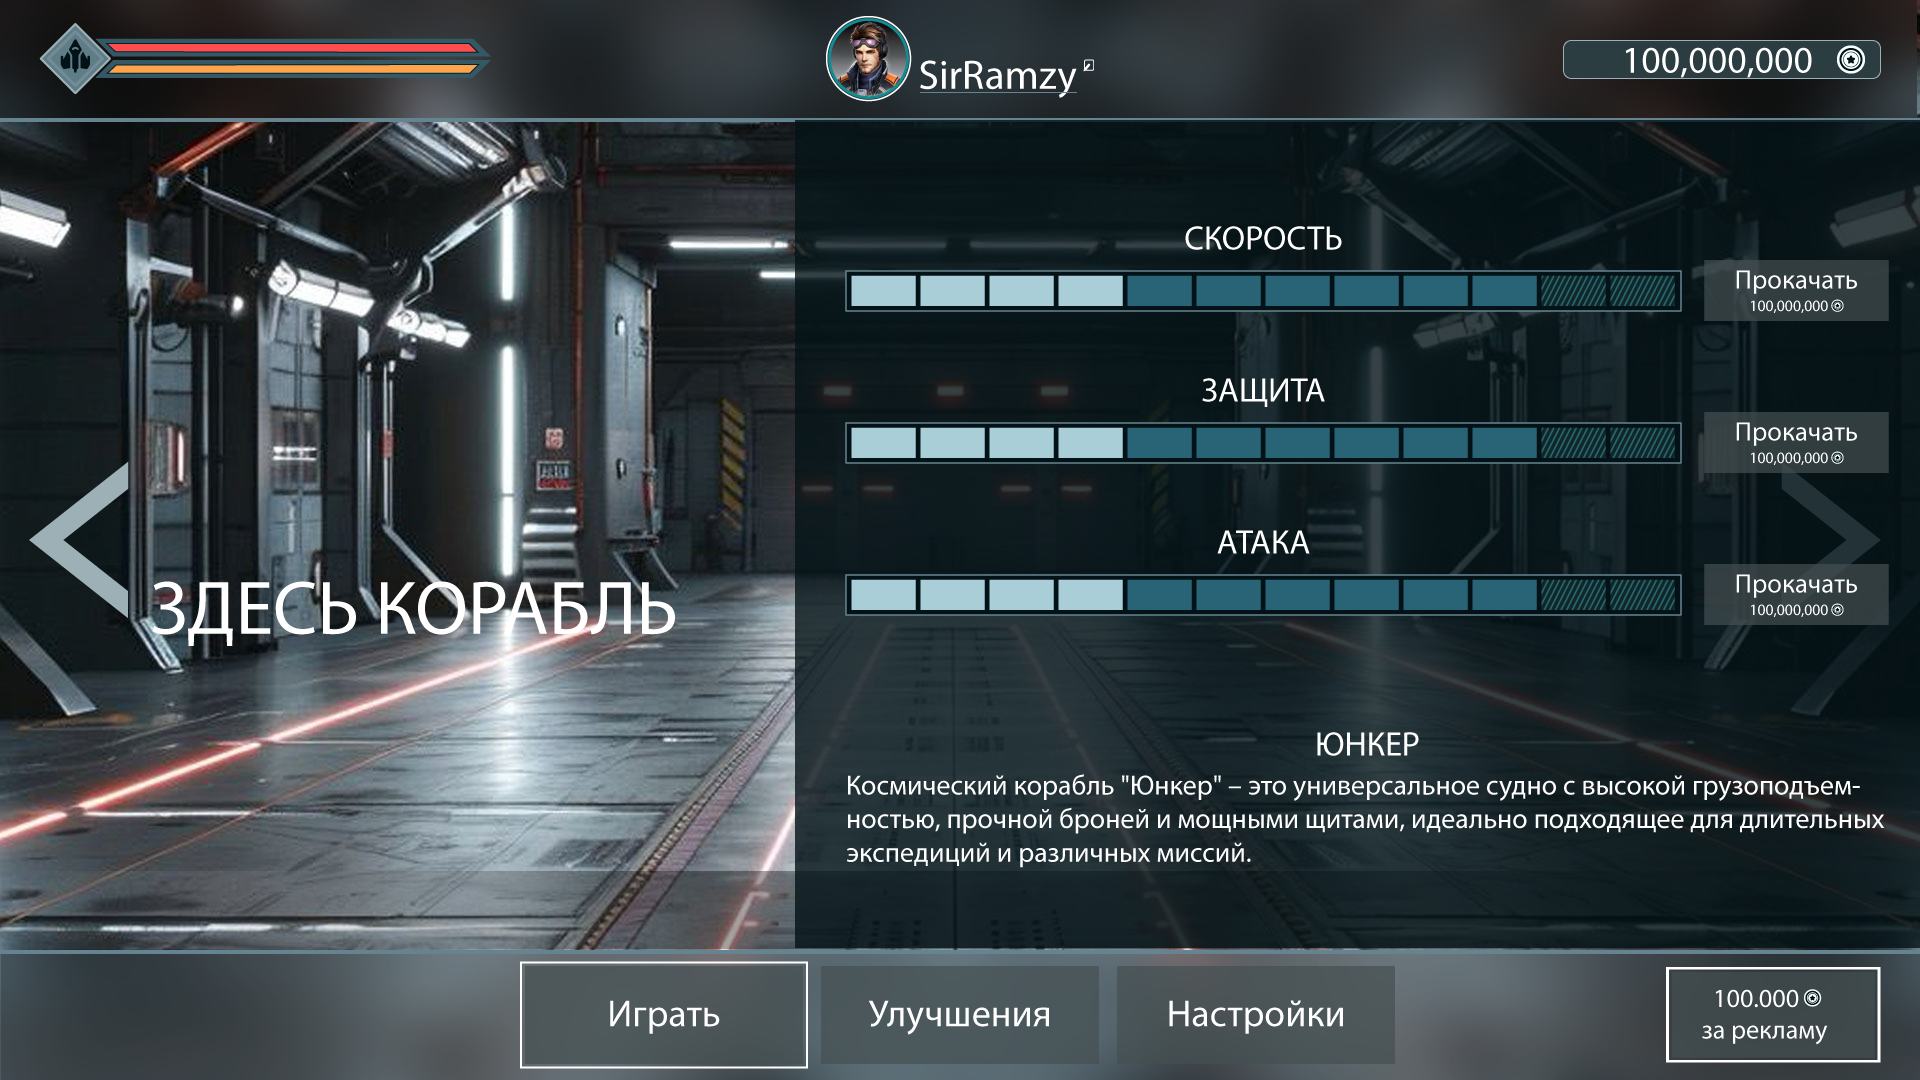 SirRamzy
100,000,000
СКОРОСТЬ
Прокачать
100,000,000
ЗАЩИТА
Прокачать
100,000,000
АТАКА
Прокачать
100,000,000
ЗДЕСЬ КОРАБЛЬ
ЮНКЕР
Космический корабль "Юнкер" – это универсальное судно с высокой грузоподъем-
ностью, прочной броней и мощными щитами, идеально подходящее для длительных
экспедиций и различных миссий.
Играть
Улучшения
Настройки
100.000
за рекламу